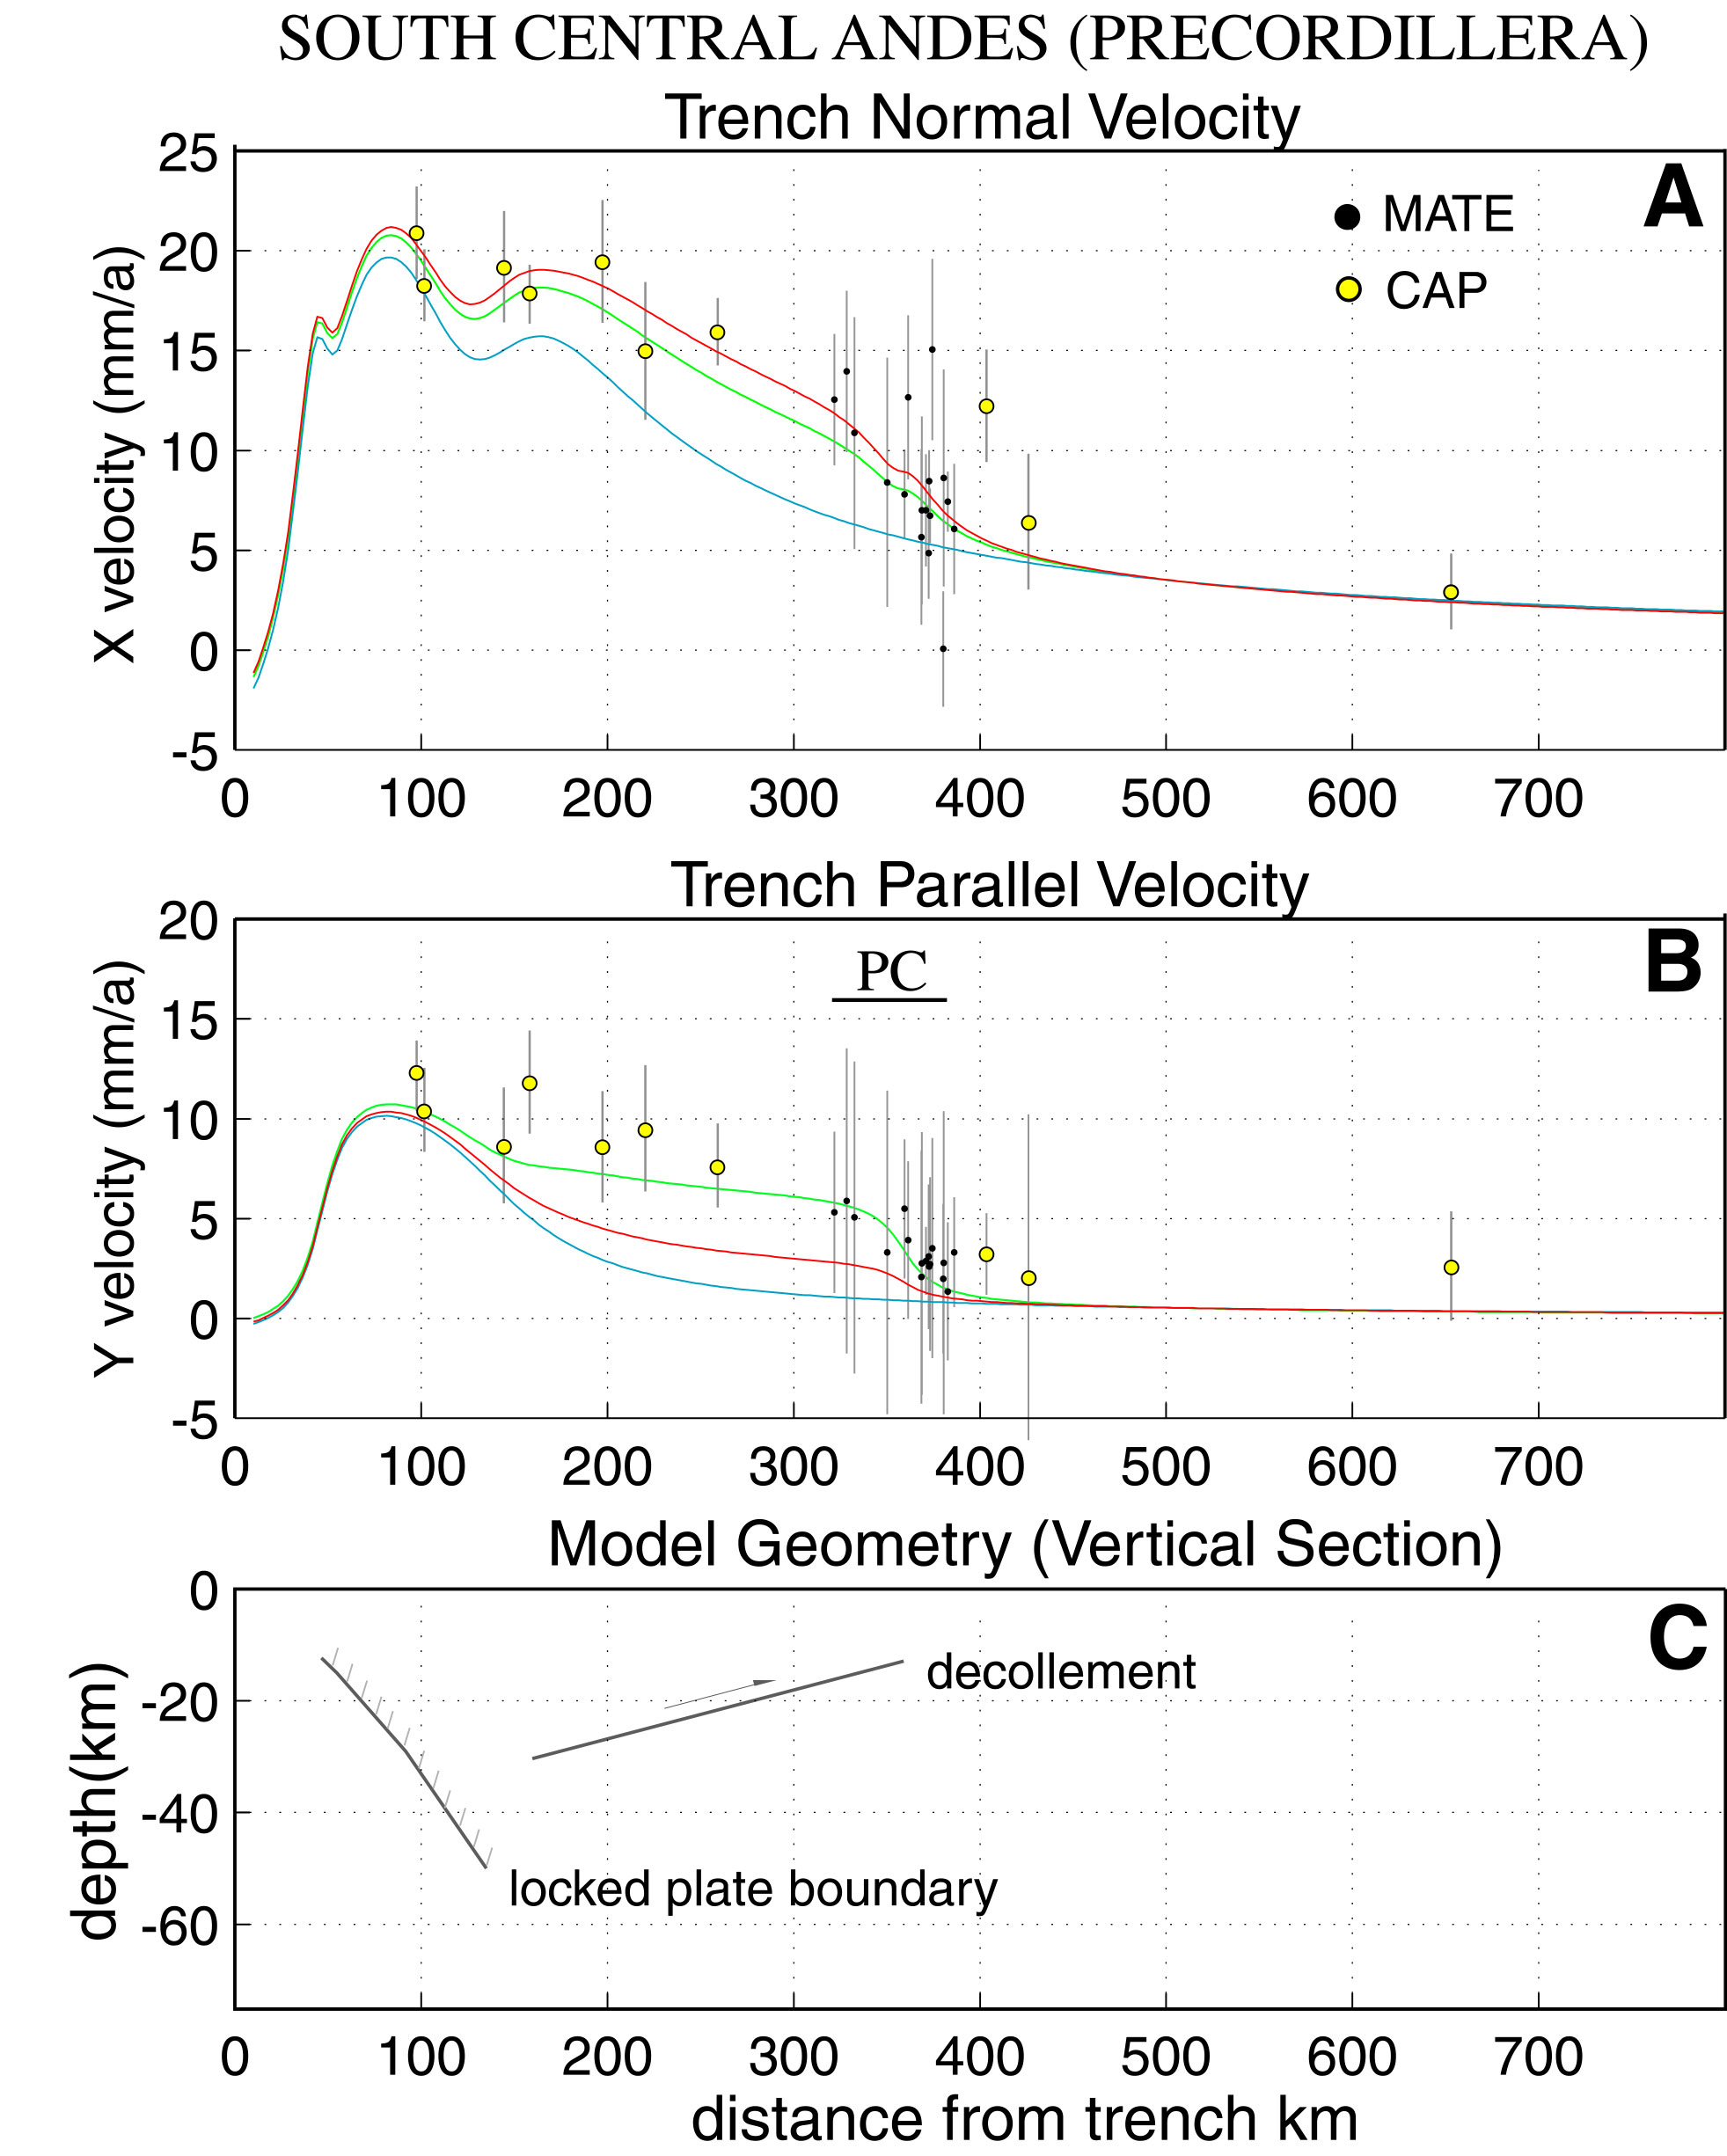 SOUTH CENTRAL ANDES (PRECORDILLERA)
Trench Normal Velocity
A
MATE
CAP
X velocity (mm/a)
25
20
15
10
5
0
-5
0 100 200 300 400 500 600 700
Trench Parallel Velocity
B
PC
Y velocity (mm/a)
20
15
10
5
0
-5
0 100 200 300 400 500 600 700
Model Geometry (Vertical Section)
C
depth(km)
0
-20
-40
-60
decollement
locked plate boundary
0 100 200 300 400 500 600 700
distance from trench km